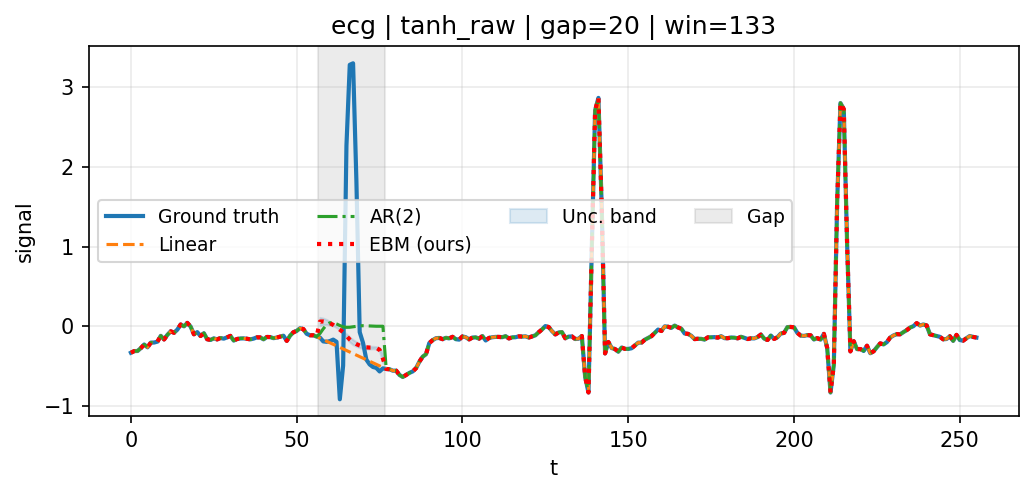 ecg | tanh_raw | gap=20 | win=133
signal
3
2
1
0
−1
Ground truth
Linear
AR(2)
EBM (ours)
Unc. band
Gap
0
50
100
150
200
250
t